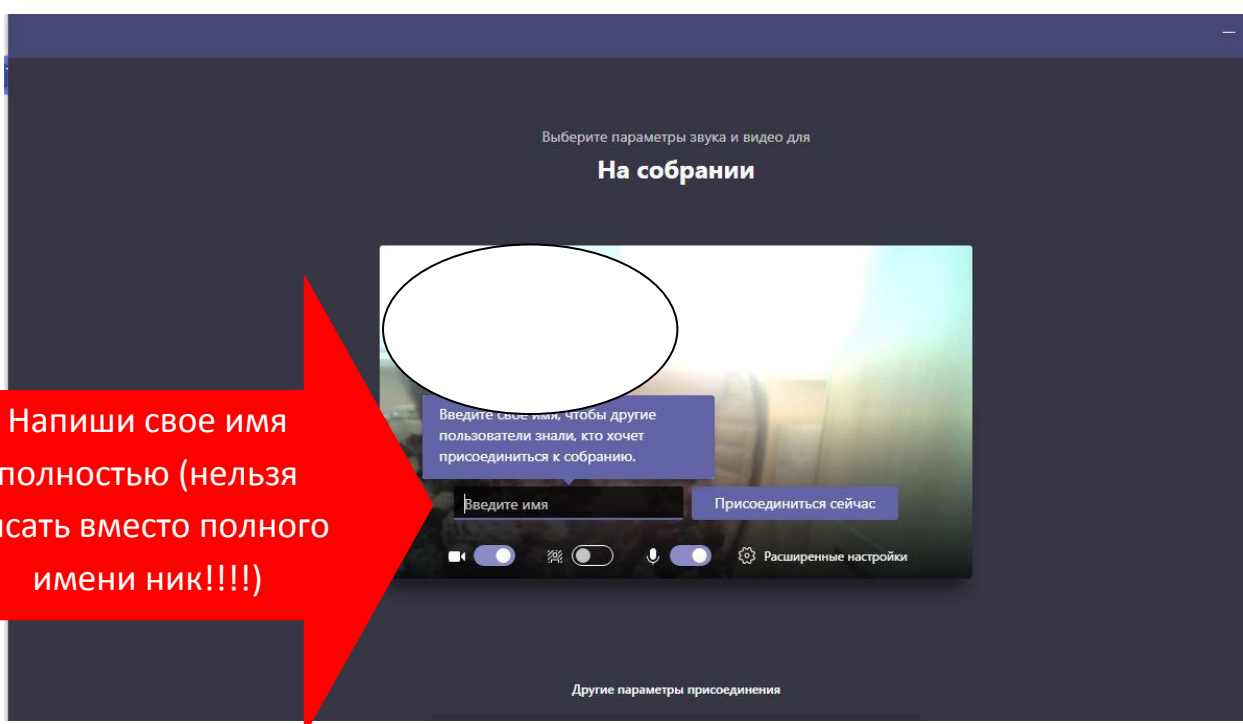 Выберите параметры звука и видео для
На собрании
Напиши свое имя
полностью (нельзя
вместо полного
имени ник!!!!)
Введите свое имя, чтобы другие
пользователи знали, кто хочет
присоединиться к собранию.
Введите имя
Присоединиться сейчас
Расширенные настройки
Другие параметры присоединения